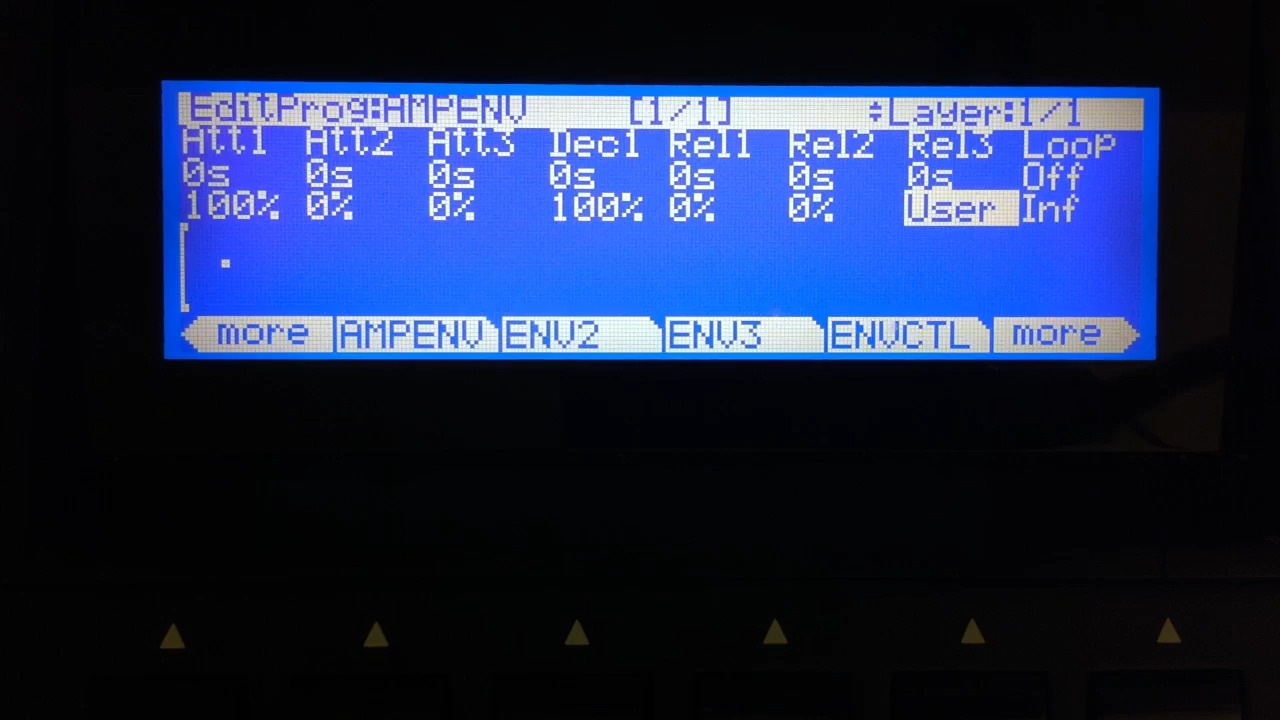 EditProg:AMPENV [1/1] Layer:1/1
Att1 Att2 Att3 Dec1 Rel1 Rel2 Rel3 Loop
0s 0s 0s 0s 0s 0s 0s Off
100% 0% 0% 100% 0% 0% User Inf
more AMPENV ENV2 ENV3 ENVCTL more